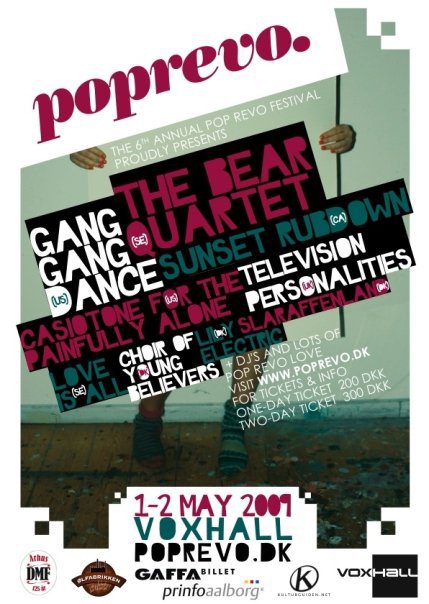 poprevo.
THE 6TH ANNUAL POP REVO FESTIVAL
PROUDLY PRESENTS
THE BEAR
QUARTET (SE)
GANG
GANG
DANCE (US)
SUNSET RUBDOWN (CA)
CASIOTONE FOR THE
PAINFULLY ALONE (US)
TELEVISION
PERSONALITIES (UK)
LOVE
IS ALL (SE)
CHOIR OF
YOUNG (DK)
BELIEVERS
ELECTRIC
SLARAFFENLAND (DK)
+ DJ'S AND LOTS OF
POP REVO LOVE
VISIT WWW.POPREVO.DK
FOR TICKETS & INFO
ONE-DAY TICKET 200 DKK
TWO-DAY TICKET 300 DKK
1-2 MAY 2009
VOXHALL
POPREVO.DK
Århus
DMF
125 år
ØLFABRIKKEN
GAFFA BILLET
prinfoaalborg
K
KULTURGUIDEN.NET
VOXHALL